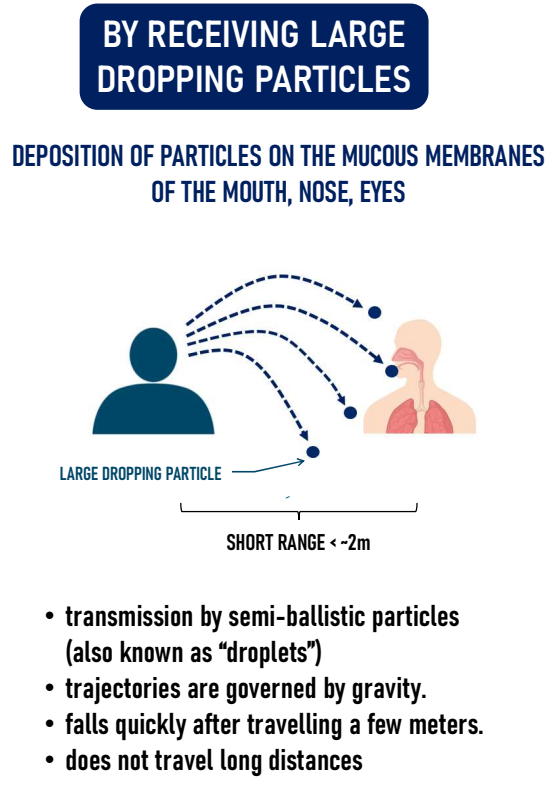 BY RECEIVING LARGE
DROPPING PARTICLES
DEPOSITION OF PARTICLES ON THE MUCOUS MEMBRANES
OF THE MOUTH, NOSE, EYES
LARGE DROPPING PARTICLE
SHORT RANGE < ~2m
• transmission by semi-ballistic particles
(also known as “droplets”)
• trajectories are governed by gravity.
• falls quickly after travelling a few meters.
• does not travel long distances